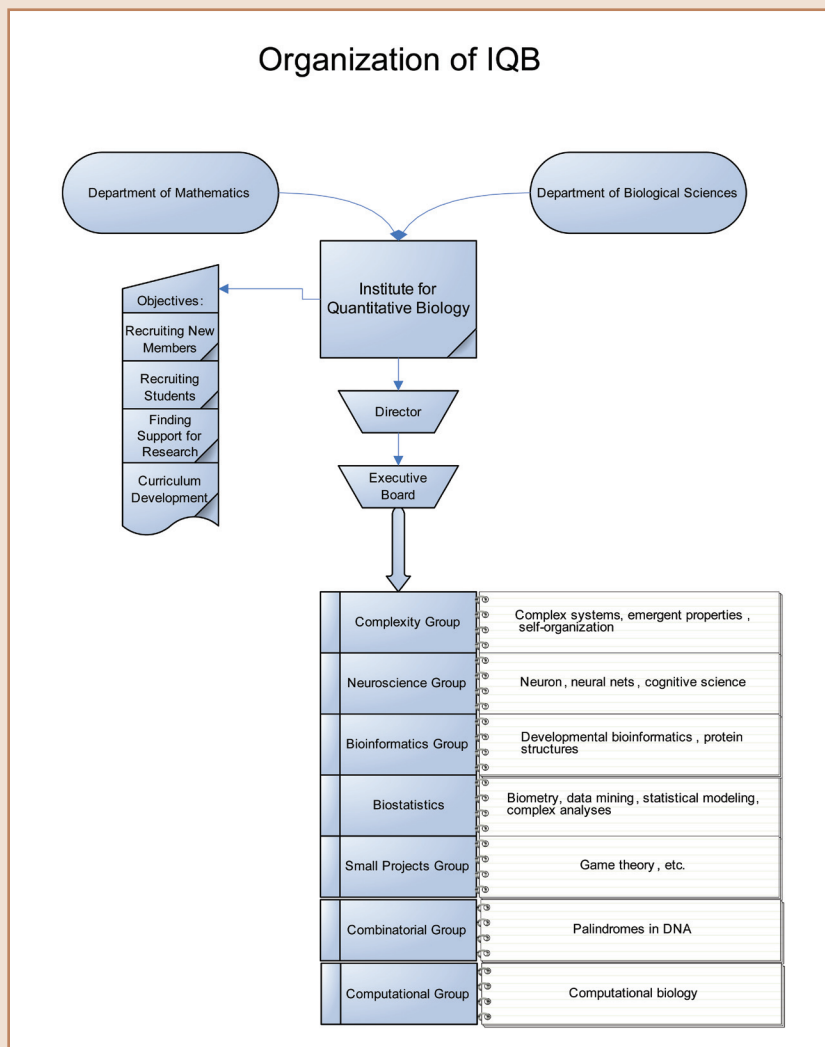 Organization of IQB
Department of Mathematics
Department of Biological Sciences
Institute for
Quantitative Biology
Objectives:
Recruiting New
Members
Recruiting
Students
Finding
Support for
Research
Curriculum
Development
Director
Executive
Board
Complexity Group
Complex systems, emergent properties ,
self-organization
Neuroscience Group
Neuron , neural nets , cognitive science
Bioinformatics Group
Developmental bioinformatics , protein
structures
Biostatistics
Biometry, data mining , statistical modeling,
complex analyses
Small Projects Group
Game theory , etc.
Combinatorial Group
Palindromes in DNA
Computational Group
Computational biology